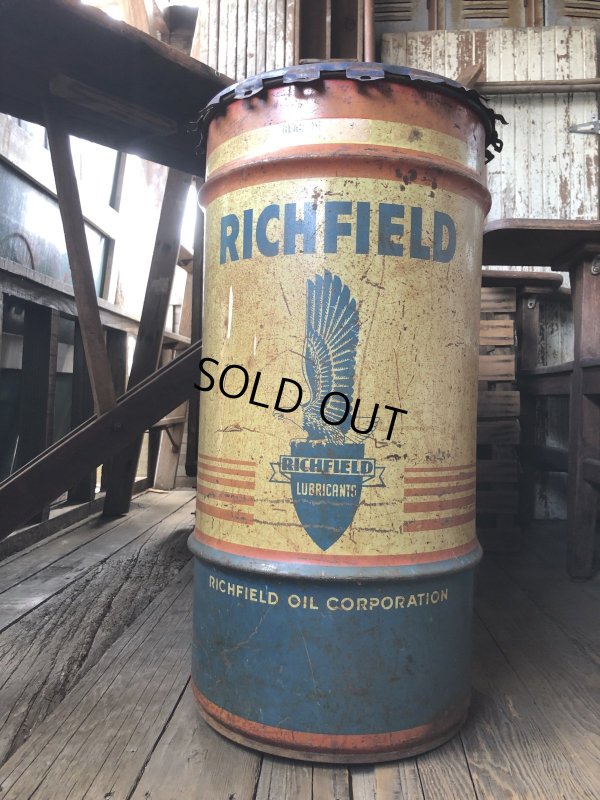 RICHFIELD
SOLD OUT
RICHFIELD
LUBRICANTS
RICHFIELD OIL CORPORATION